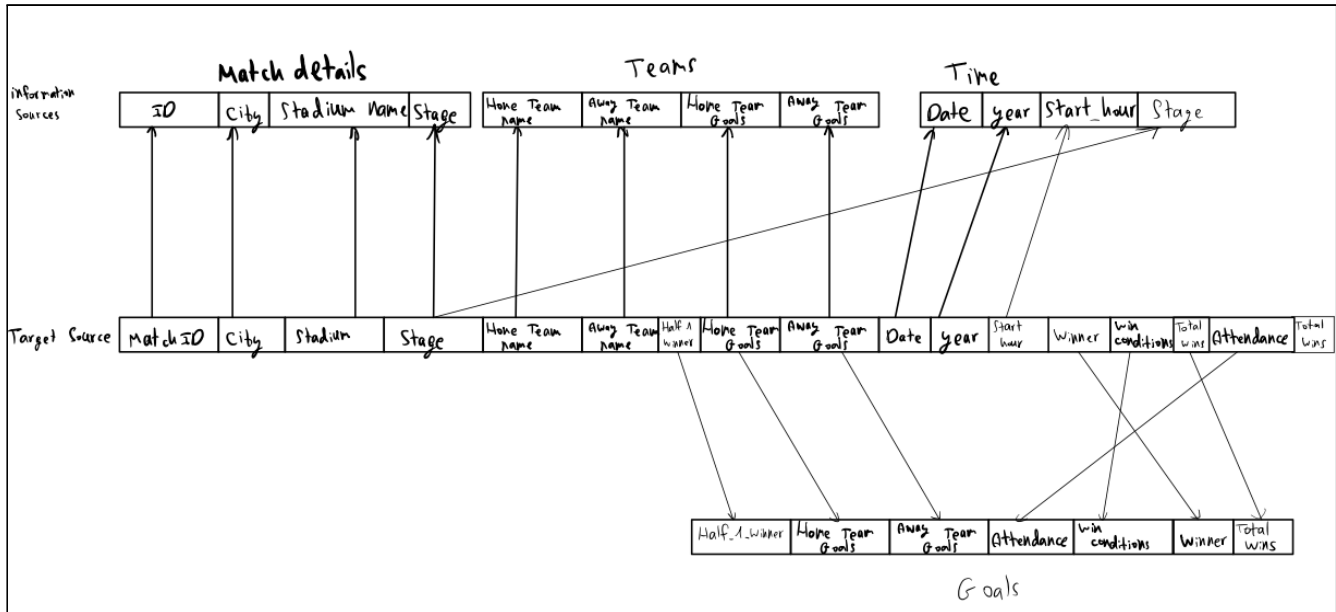 Match details
Teams
Time
information
Sources
ID
City
Stadium Name
Stage
Home Team
name
Away Team
name
Home Team
Goals
Away Team
Goals
Date
year
Start_hour
Stage
Target Source
Match ID
City
Stadium
Stage
Home Team
name
Away Team
name
Half 1
winner
Home Team
Goals
Away Team
Goals
Date
year
Start
hour
Winner
Win
conditions
Total
wins
Attendance
Total
wins
Half_1_winner
Home Team
Goals
Away Team
Goals
Attendance
Win
conditions
Winner
Total
wins
Goals